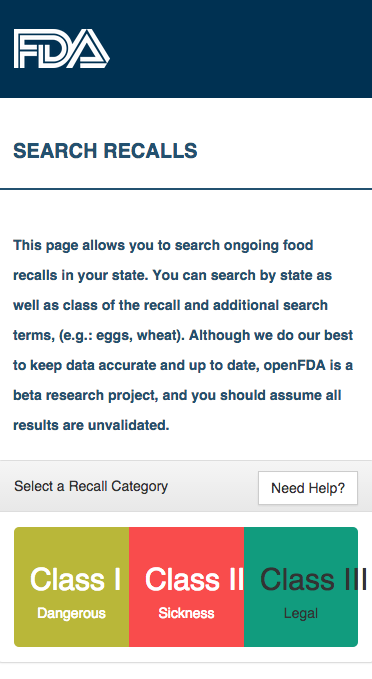 FDA
SEARCH RECALLS
This page allows you to search ongoing food
recalls in your state. You can search by state as
well as class of the recall and additional search
terms, (e.g.: eggs, wheat). Although we do our best
to keep data accurate and up to date, openFDA is a
beta research project, and you should assume all
results are unvalidated.
Select a Recall Category
Need Help?
Class I
Dangerous
Class II
Sickness
Class III
Legal